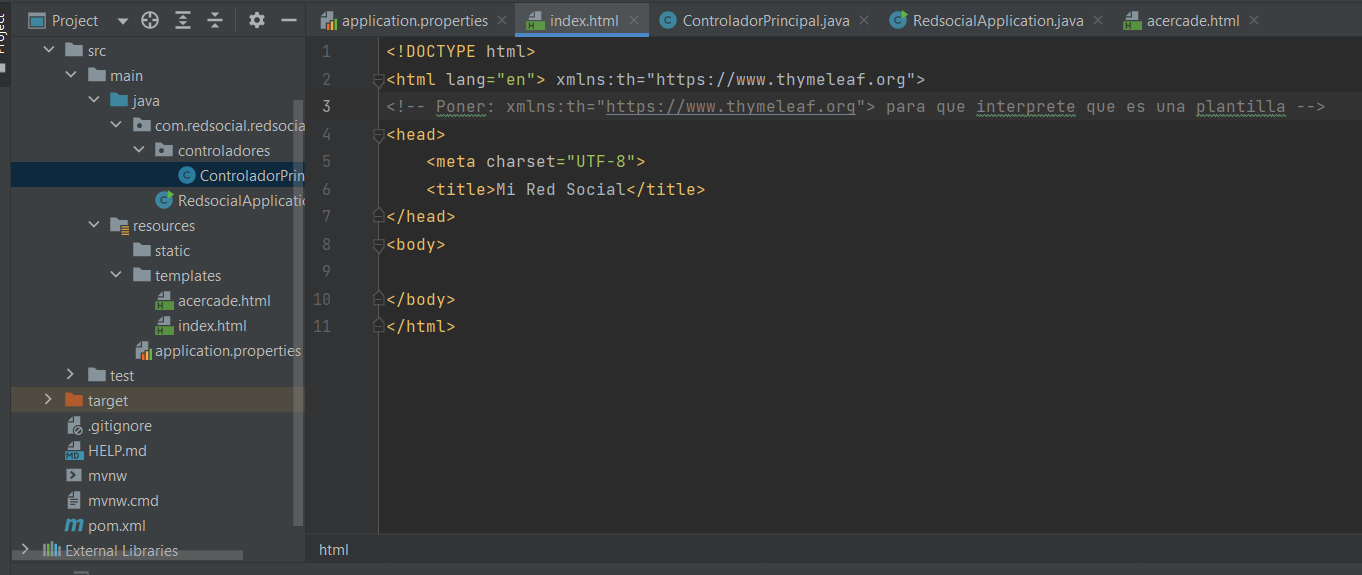 Project
application.properties
index.html
ControladorPrincipal.java
RedsocialApplication.java
acercade.html
Project
src
main
java
com.redsocial.redsocia
controladores
ControladorPrin
RedsocialApplicatio
resources
static
templates
acercade.html
index.html
application.properties
test
target
.gitignore
HELP.md
mvnw
mvnw.cmd
pom.xml
External Libraries
1 <!DOCTYPE html>
2 <html lang="en"> xmlns:th="https://www.thymeleaf.org">
3 <!-- Poner: xmlns:th="https://www.thymeleaf.org"> para que interprete que es una plantilla -->
4 <head>
5 <meta charset="UTF-8">
6 <title>Mi Red Social</title>
7 </head>
8 <body>
9
10 </body>
11 </html>
html